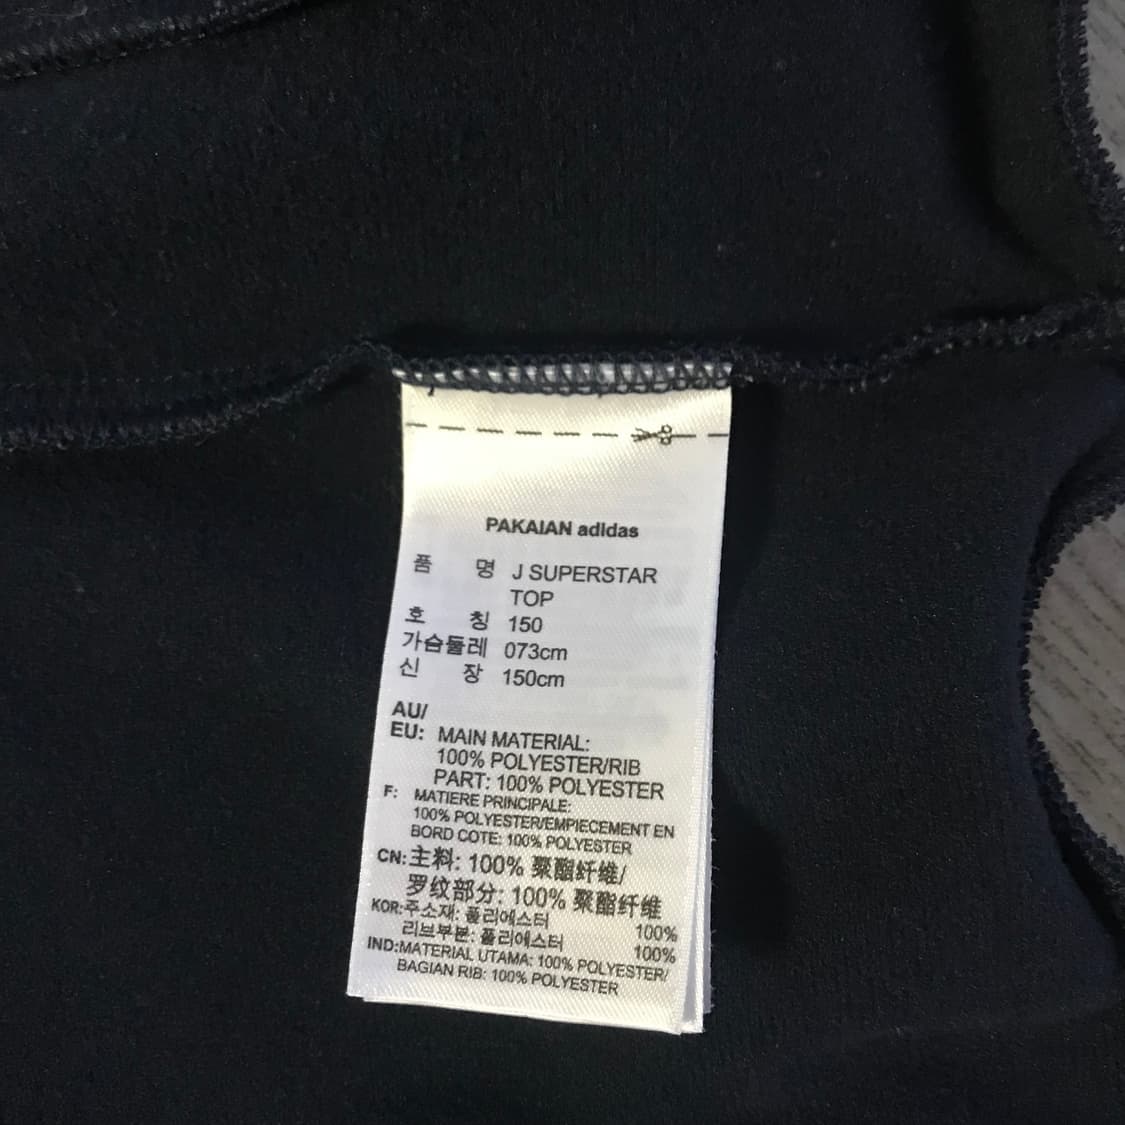 PAKAIAN adidas
품 명 J SUPERSTAR
TOP
호 칭 150
가슴둘레 073cm
신 장 150cm
AU/
EU: MAIN MATERIAL:
100% POLYESTER/RIB
PART: 100% POLYESTER
F: MATIERE PRINCIPALE:
100% POLYESTER/EMPIECEMENT EN
BORD COTE: 100% POLYESTER
CN:主料: 100% 聚酯纤维/
罗纹部分: 100% 聚酯纤维
KOR:주소재: 폴리에스터 100%
리브부분: 폴리에스터 100%
IND:MATERIAL UTAMA: 100% POLYESTER/
BAGIAN RIB: 100% POLYESTER